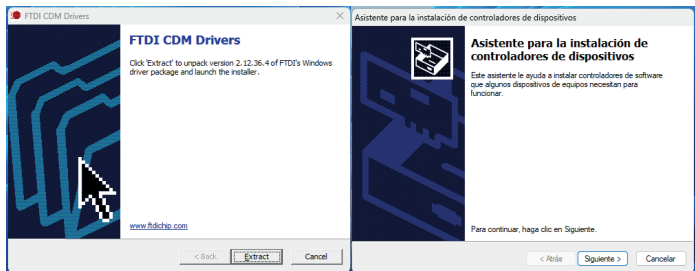 FTDI CDM Drivers
FTDI CDM Drivers
Click 'Extract' to unpack version 2.12.36.4 of FTDI's Windows
driver package and launch the installer.
www.ftdichip.com
< Back
Extract
Cancel
Asistente para la instalación de controladores de dispositivos
Asistente para la instalación de
controladores de dispositivos
Este asistente le ayuda a instalar controladores de software
que algunos dispositivos de equipos necesitan para
funcionar.
Para continuar, haga clic en Siguiente.
< Atrás
Siguiente >
Cancelar